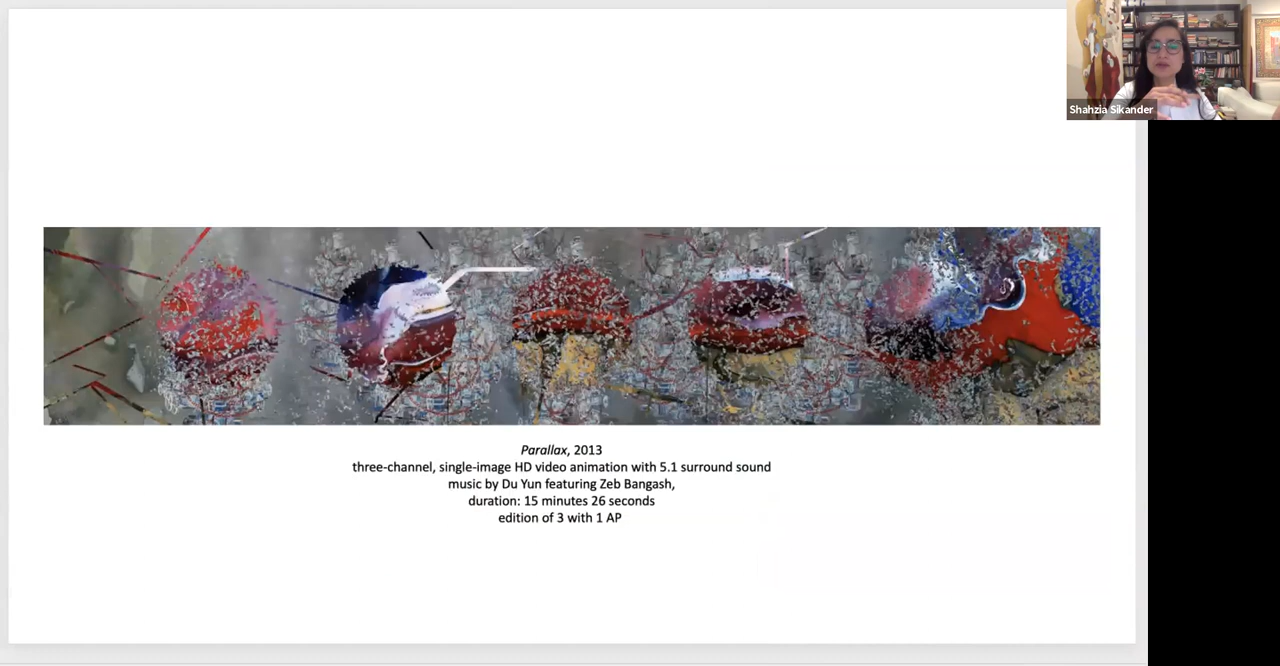 Shahzia Sikander
Parallax, 2013
three-channel, single-image HD video animation with 5.1 surround sound
music by Du Yun featuring Zeb Bangash,
duration: 15 minutes 26 seconds
edition of 3 with 1 AP